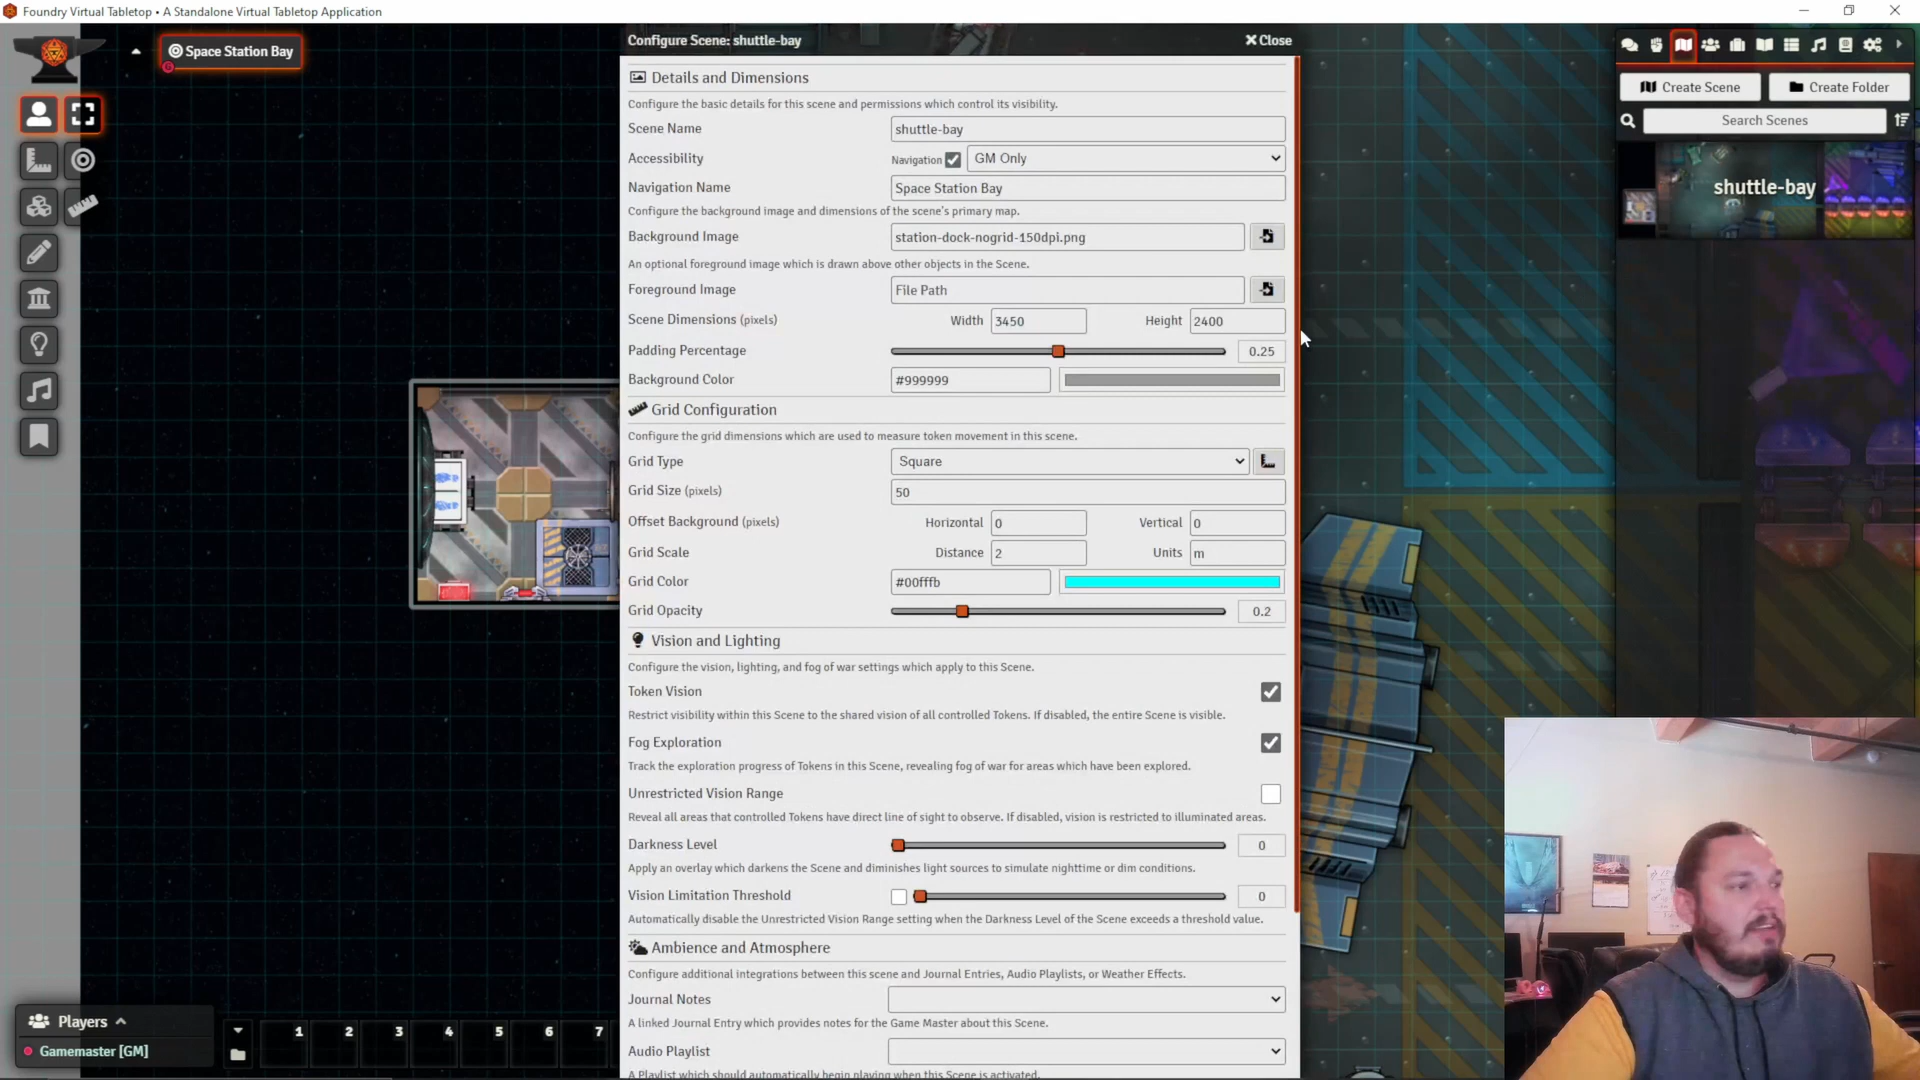 Foundry Virtual Tabletop • A Standalone Virtual Tabletop Application
Space Station Bay
Configure Scene: shuttle-bay
Close
Details and Dimensions
Configure the basic details for this scene and permissions which control its visibility.
Scene Name
shuttle-bay
Accessibility
Navigation
GM Only
Navigation Name
Space Station Bay
Configure the background image and dimensions of the scene's primary map.
Background Image
station-dock-nogrid-150dpi.png
An optional foreground image which is drawn above other objects in the Scene.
Foreground Image
File Path
Scene Dimensions (pixels)
Width
3450
Height
2400
Padding Percentage
0.25
Background Color
#999999
Grid Configuration
Configure the grid dimensions which are used to measure token movement in this scene.
Grid Type
Square
Grid Size (pixels)
50
Offset Background (pixels)
Horizontal
0
Vertical
0
Grid Scale
Distance
2
Units
m
Grid Color
#00fffb
Grid Opacity
0.2
Vision and Lighting
Configure the vision, lighting, and fog of war settings which apply to this Scene.
Token Vision
Restrict visibility within this Scene to the shared vision of all controlled Tokens. If disabled, the entire Scene is visible.
Fog Exploration
Track the exploration progress of Tokens in this Scene, revealing fog of war for areas which have been explored.
Unrestricted Vision Range
Reveal all areas that controlled Tokens have direct line of sight to observe. If disabled, vision is restricted to illuminated areas.
Darkness Level
0
Apply an overlay which darkens the Scene and diminishes light sources to simulate nighttime or dim conditions.
Vision Limitation Threshold
0
Automatically disable the Unrestricted Vision Range setting when the Darkness Level of the Scene exceeds a threshold value.
Ambience and Atmosphere
Configure additional integrations between this scene and Journal Entries, Audio Playlists, or Weather Effects.
Journal Notes
A linked Journal Entry which provides notes for the Game Master about this Scene.
Audio Playlist
A Playlist which should automatically begin playing when this Scene is activated.
Create Scene
Create Folder
Search Scenes
shuttle-bay
Players
Gamemaster [GM]
1 2 3 4 5 6 7